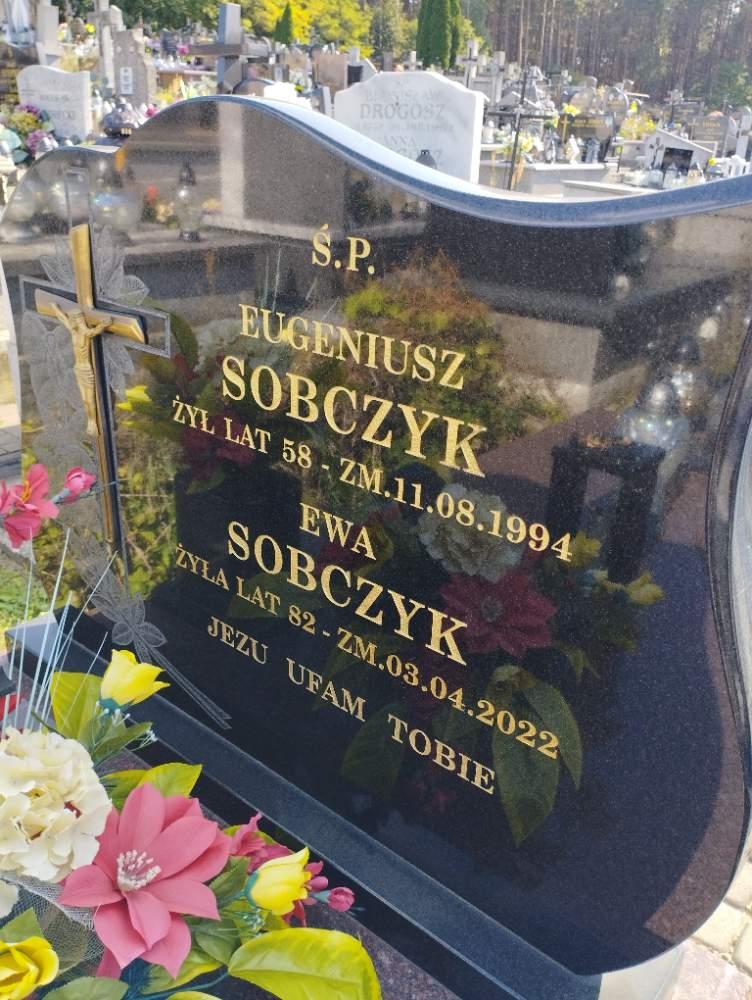 DROGOSZ
ANNA
Ś.P.
EUGENIUSZ
SOBCZYK
ŻYŁ LAT 58 - ZM.11.08.1994
EWA
SOBCZYK
ŻYŁA LAT 82 - ZM.03.04.2022
JEZU UFAM TOBIE